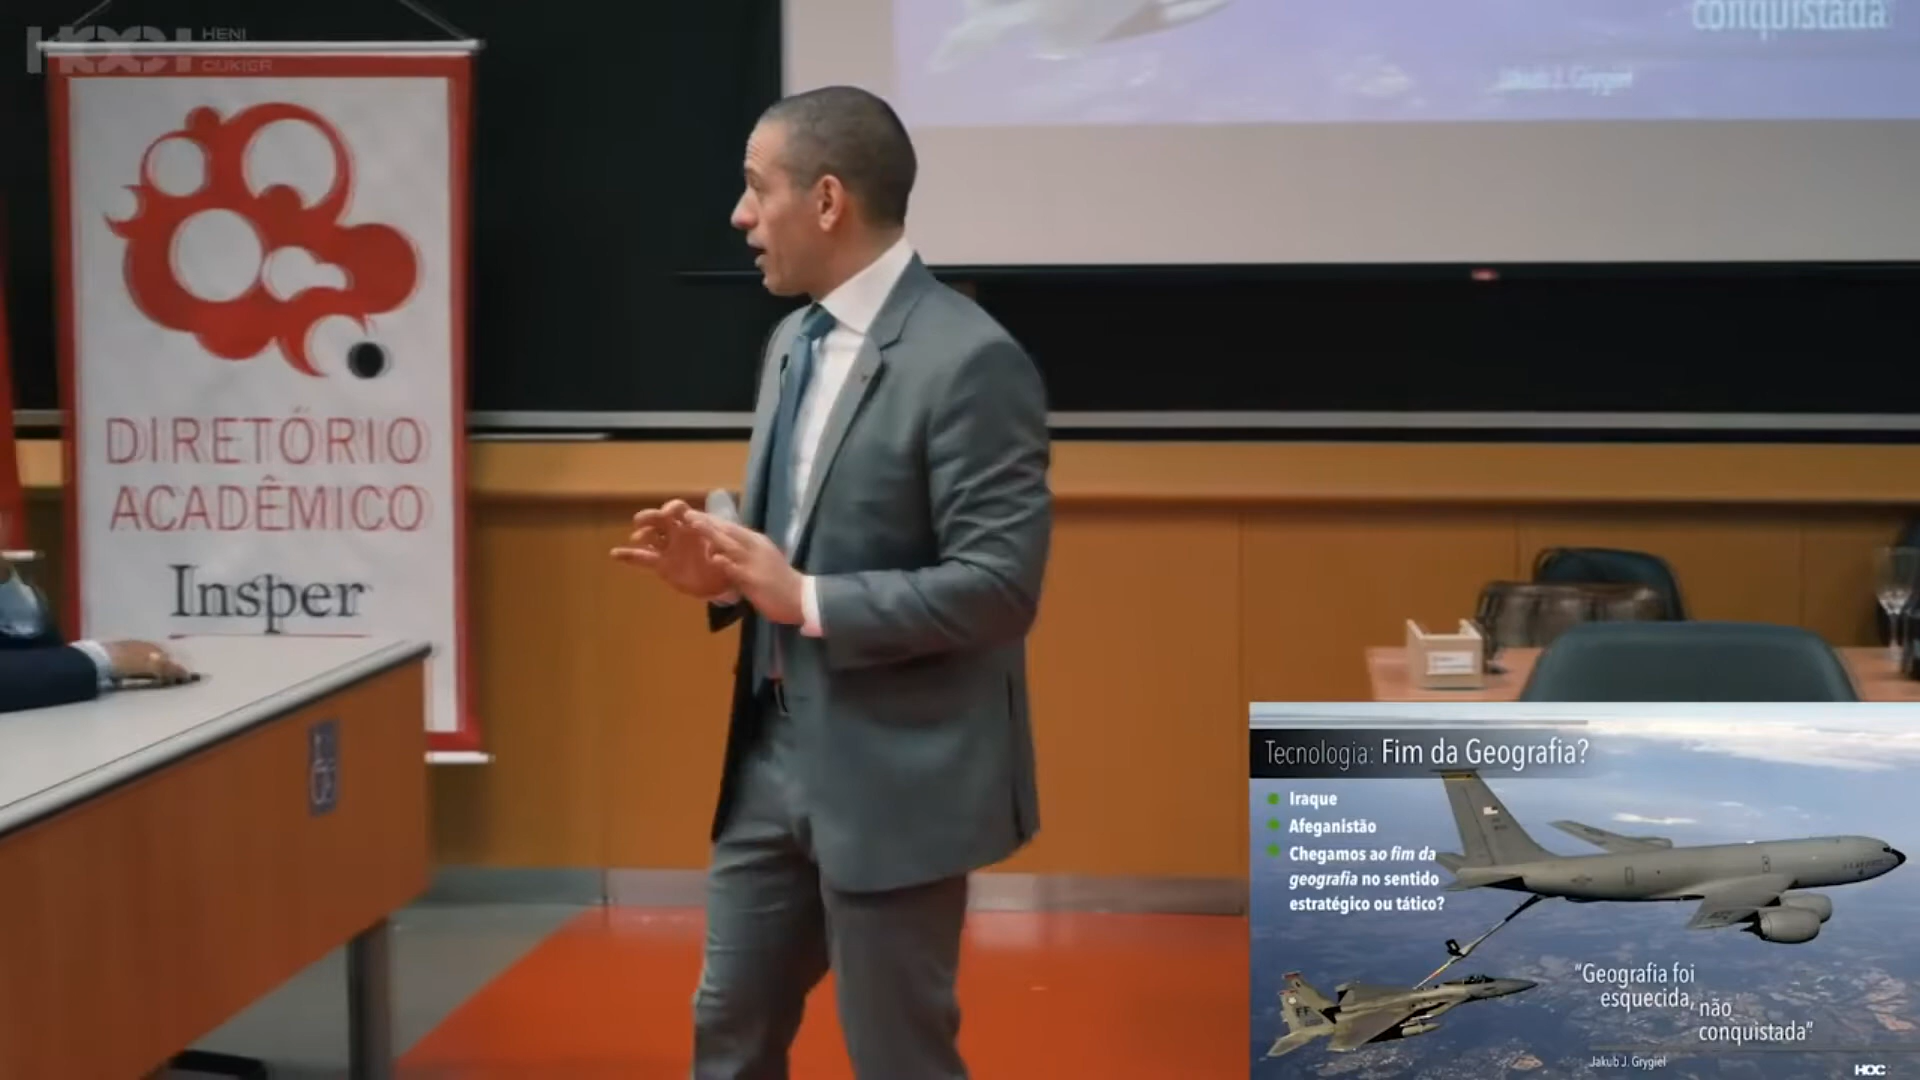 HOC
HENI
CUKIER
conquistada
Jakub J. Grygiel
DIRETÓRIO
ACADÊMICO
Insper
Tecnologia: Fim da Geografia?
Iraque
Afeganistão
Chegamos ao fim da
geografia no sentido
estratégico ou tático?
FF
"Geografia foi
esquecida, não
conquistada"
Jakub J. Grygiel
HOC